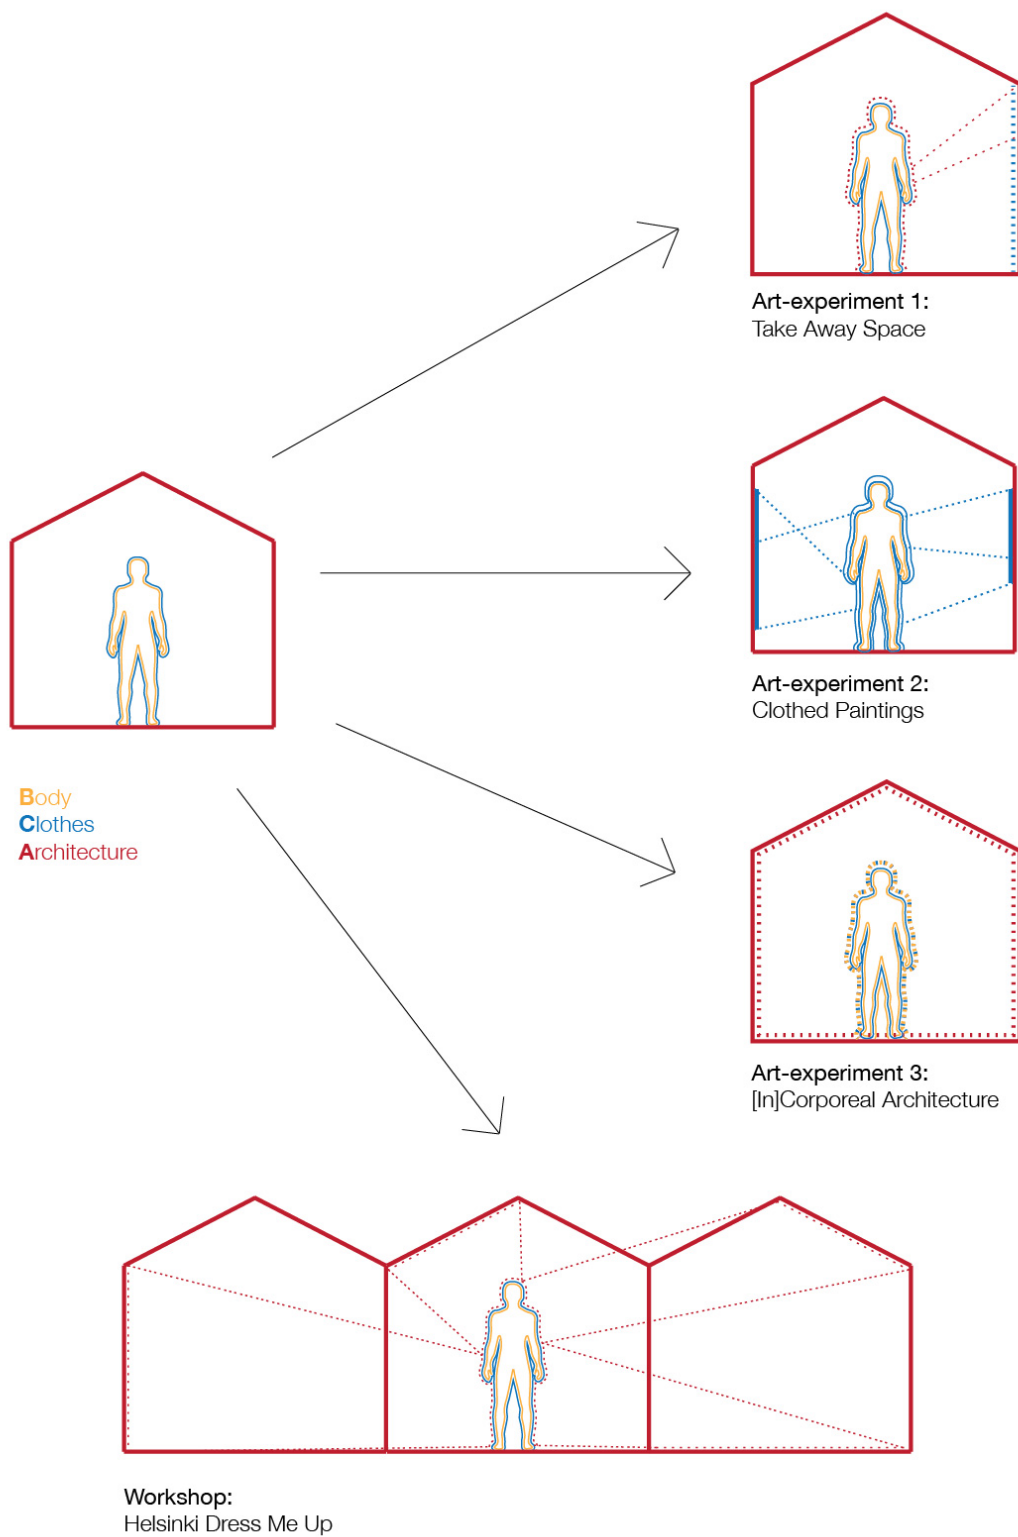 Art-experiment 1:
Take Away Space
Art-experiment 2:
Clothed Paintings
Body
Clothes
Architecture
Art-experiment 3:
[In]Corporeal Architecture
Workshop:
Helsinki Dress Me Up